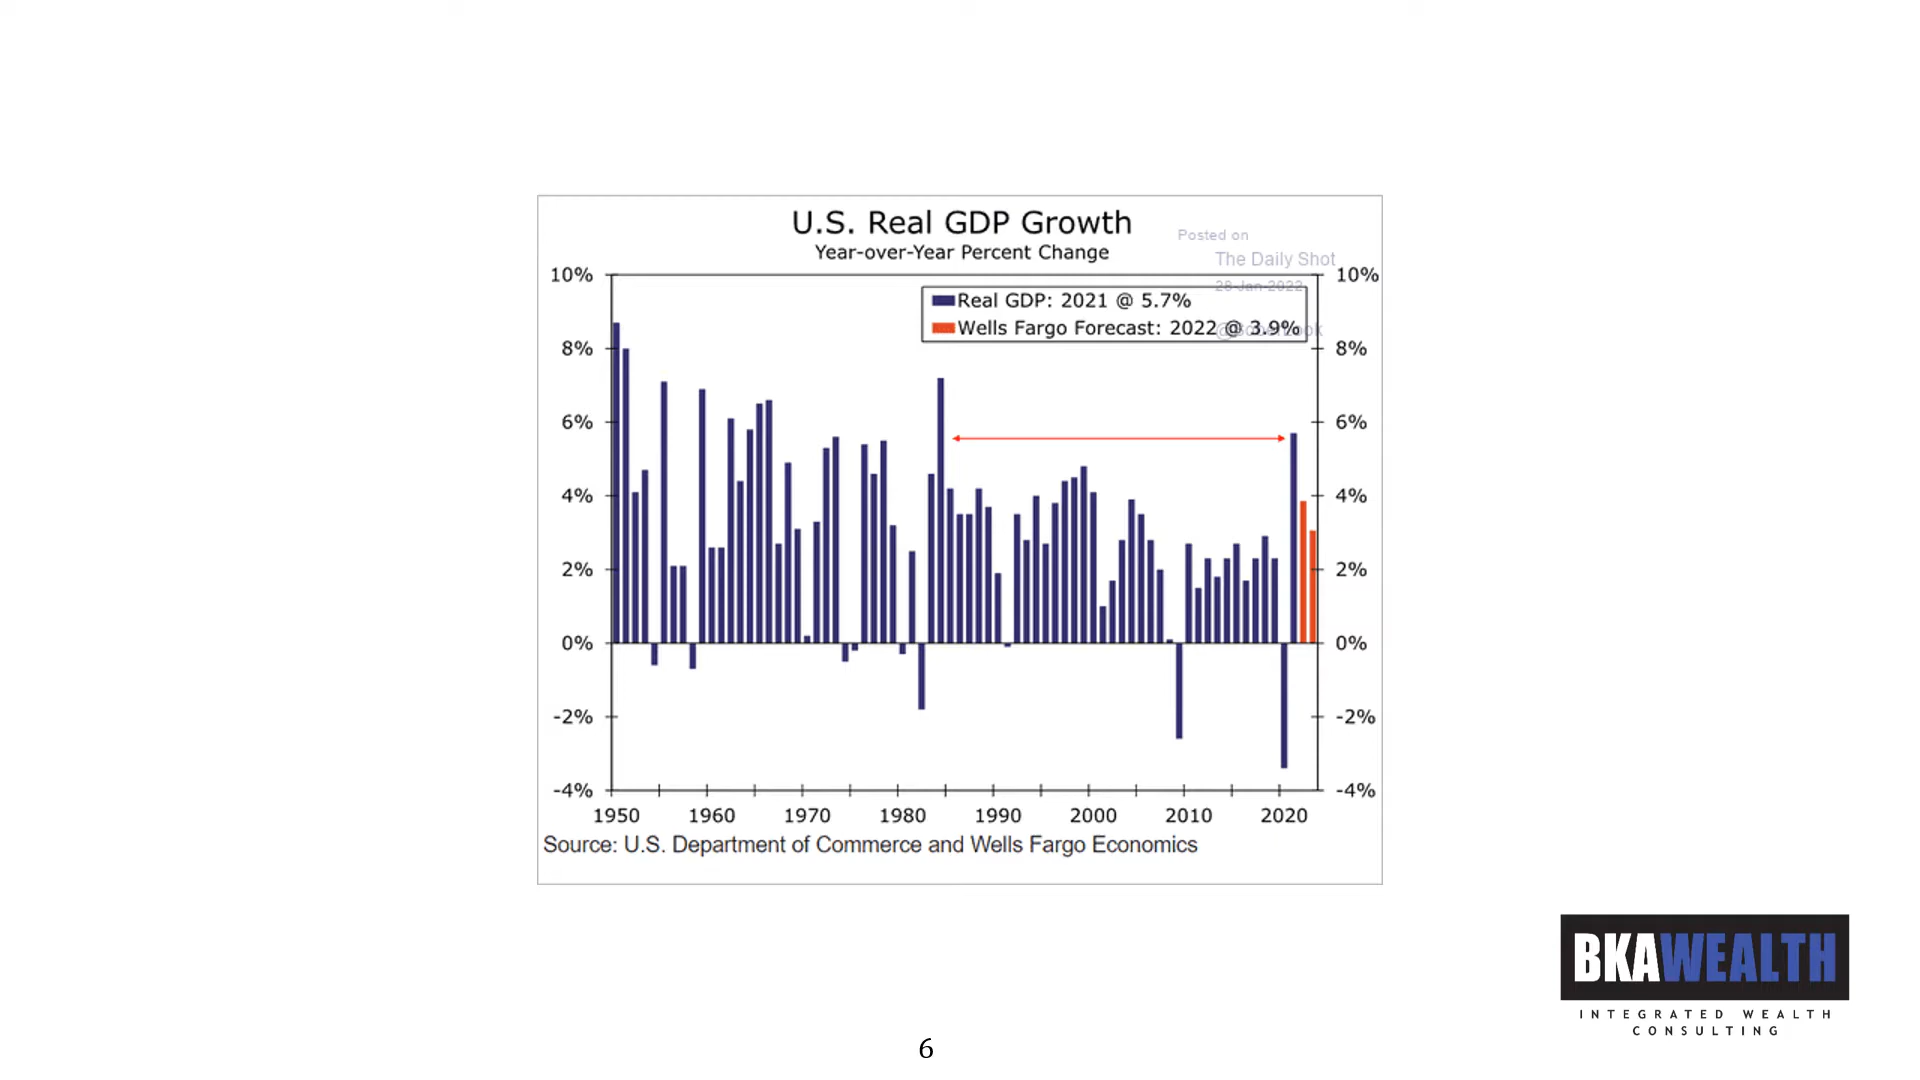 U.S. Real GDP Growth
Year-over-Year Percent Change
Posted on
The Daily Shot
28-Jan-2022
10%
10%
Real GDP: 2021 @ 5.7%
Wells Fargo Forecast: 2022 @ 3.9%
8%
8%
6%
6%
4%
4%
2%
2%
0%
0%
-2%
-2%
-4%
-4%
1950 1960 1970 1980 1990 2000 2010 2020
Source: U.S. Department of Commerce and Wells Fargo Economics
BKAWEALTH
INTEGRATED WEALTH
CONSULTING
6